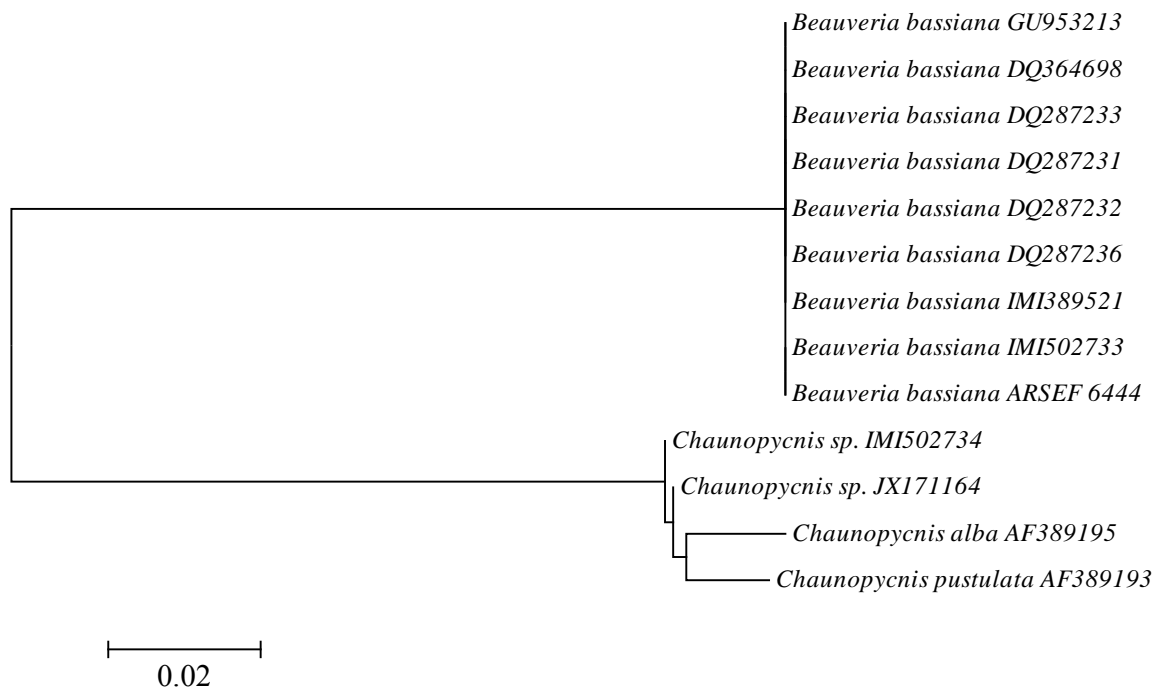 Beauveria bassiana GU953213
Beauveria bassiana DQ364698
Beauveria bassiana DQ287233
Beauveria bassiana DQ287231
Beauveria bassiana DQ287232
Beauveria bassiana DQ287236
Beauveria bassiana IMI389521
Beauveria bassiana IMI502733
Beauveria bassiana ARSEF 6444
Chaunopycnis sp. IMI502734
Chaunopycnis sp. JX171164
Chaunopycnis alba AF389195
Chaunopycnis pustulata AF389193
0.02